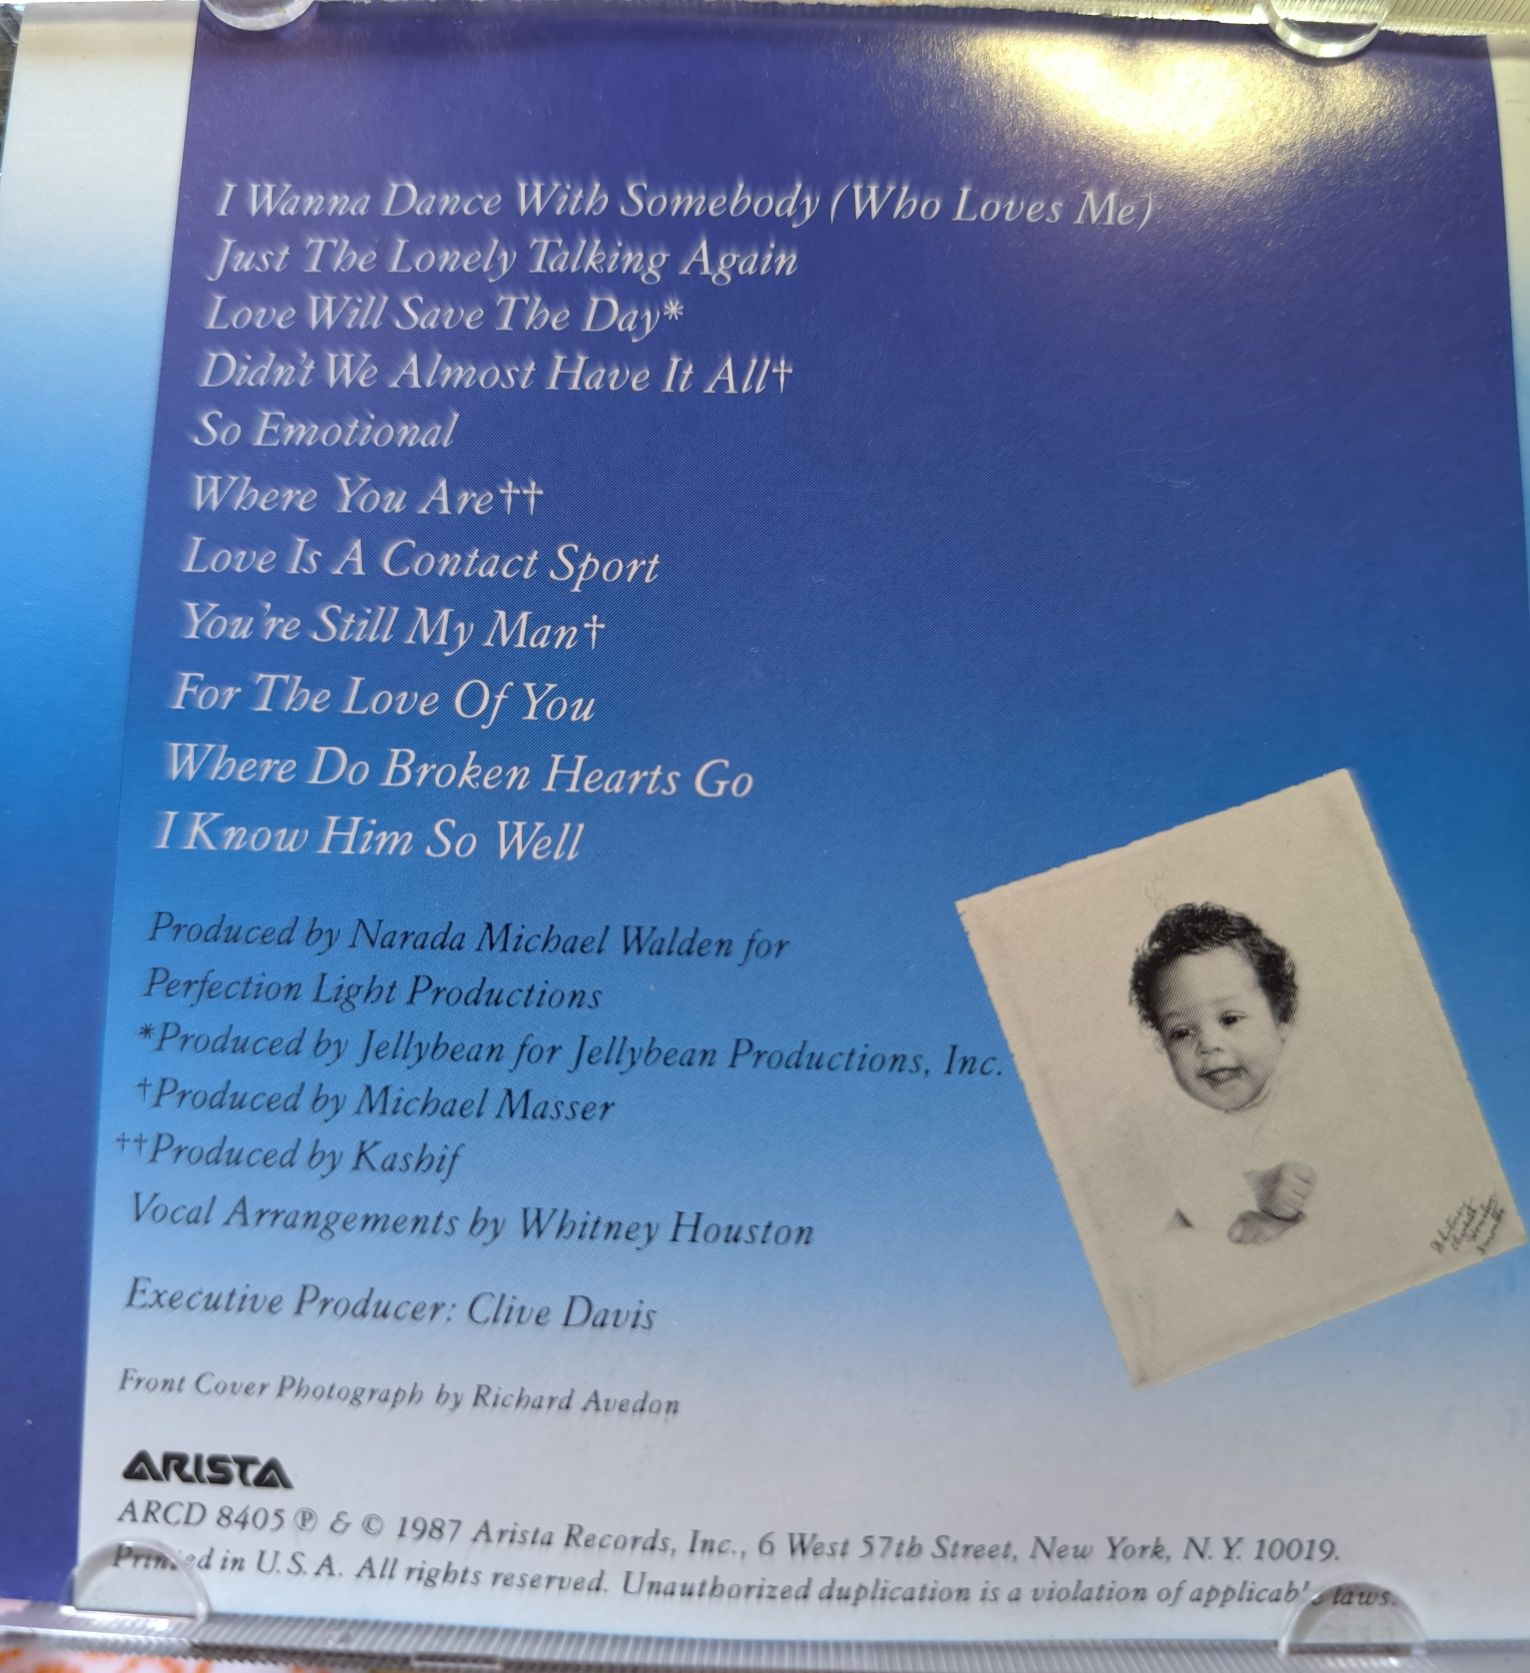 I Wanna Dance With Somebody (Who Loves Me)
Just The Lonely Talking Again
Love Will Save The Day*
Didn't We Almost Have It All†
So Emotional
Where You Are††
Love Is A Contact Sport
You're Still My Man†
For The Love Of You
Where Do Broken Hearts Go
I Know Him So Well
Produced by Narada Michael Walden for
Perfection Light Productions
*Produced by Jellybean for Jellybean Productions, Inc.
†Produced by Michael Masser
††Produced by Kashif
Vocal Arrangements by Whitney Houston
Executive Producer: Clive Davis
Front Cover Photograph by Richard Avedon
ARISTA
ARCD 8405 ℗ & © 1987 Arista Records, Inc., 6 West 57th Street, New York, N.Y. 10019.
Printed in U.S.A. All rights reserved. Unauthorized duplication is a violation of applicable laws.